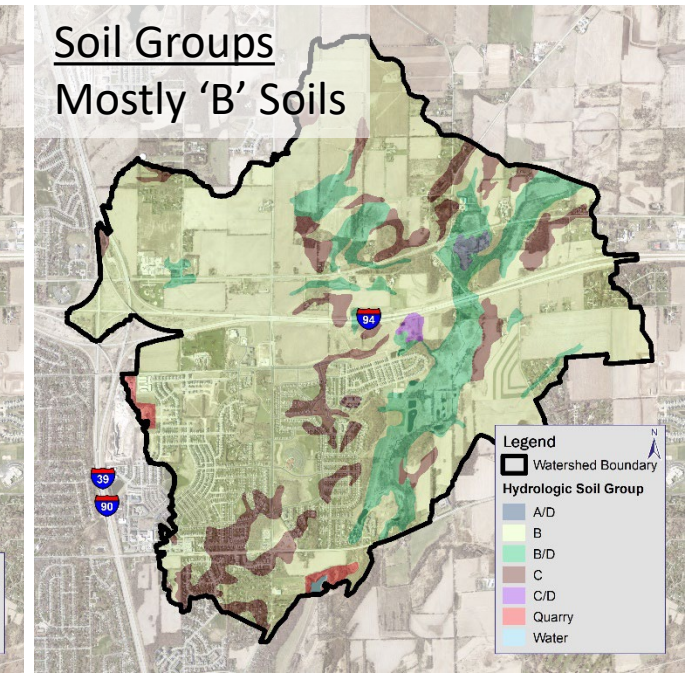 Soil Groups
Mostly ‘B’ Soils
94
39
90
Legend
N
Watershed Boundary
Hydrologic Soil Group
A/D
B
B/D
C
C/D
Quarry
Water